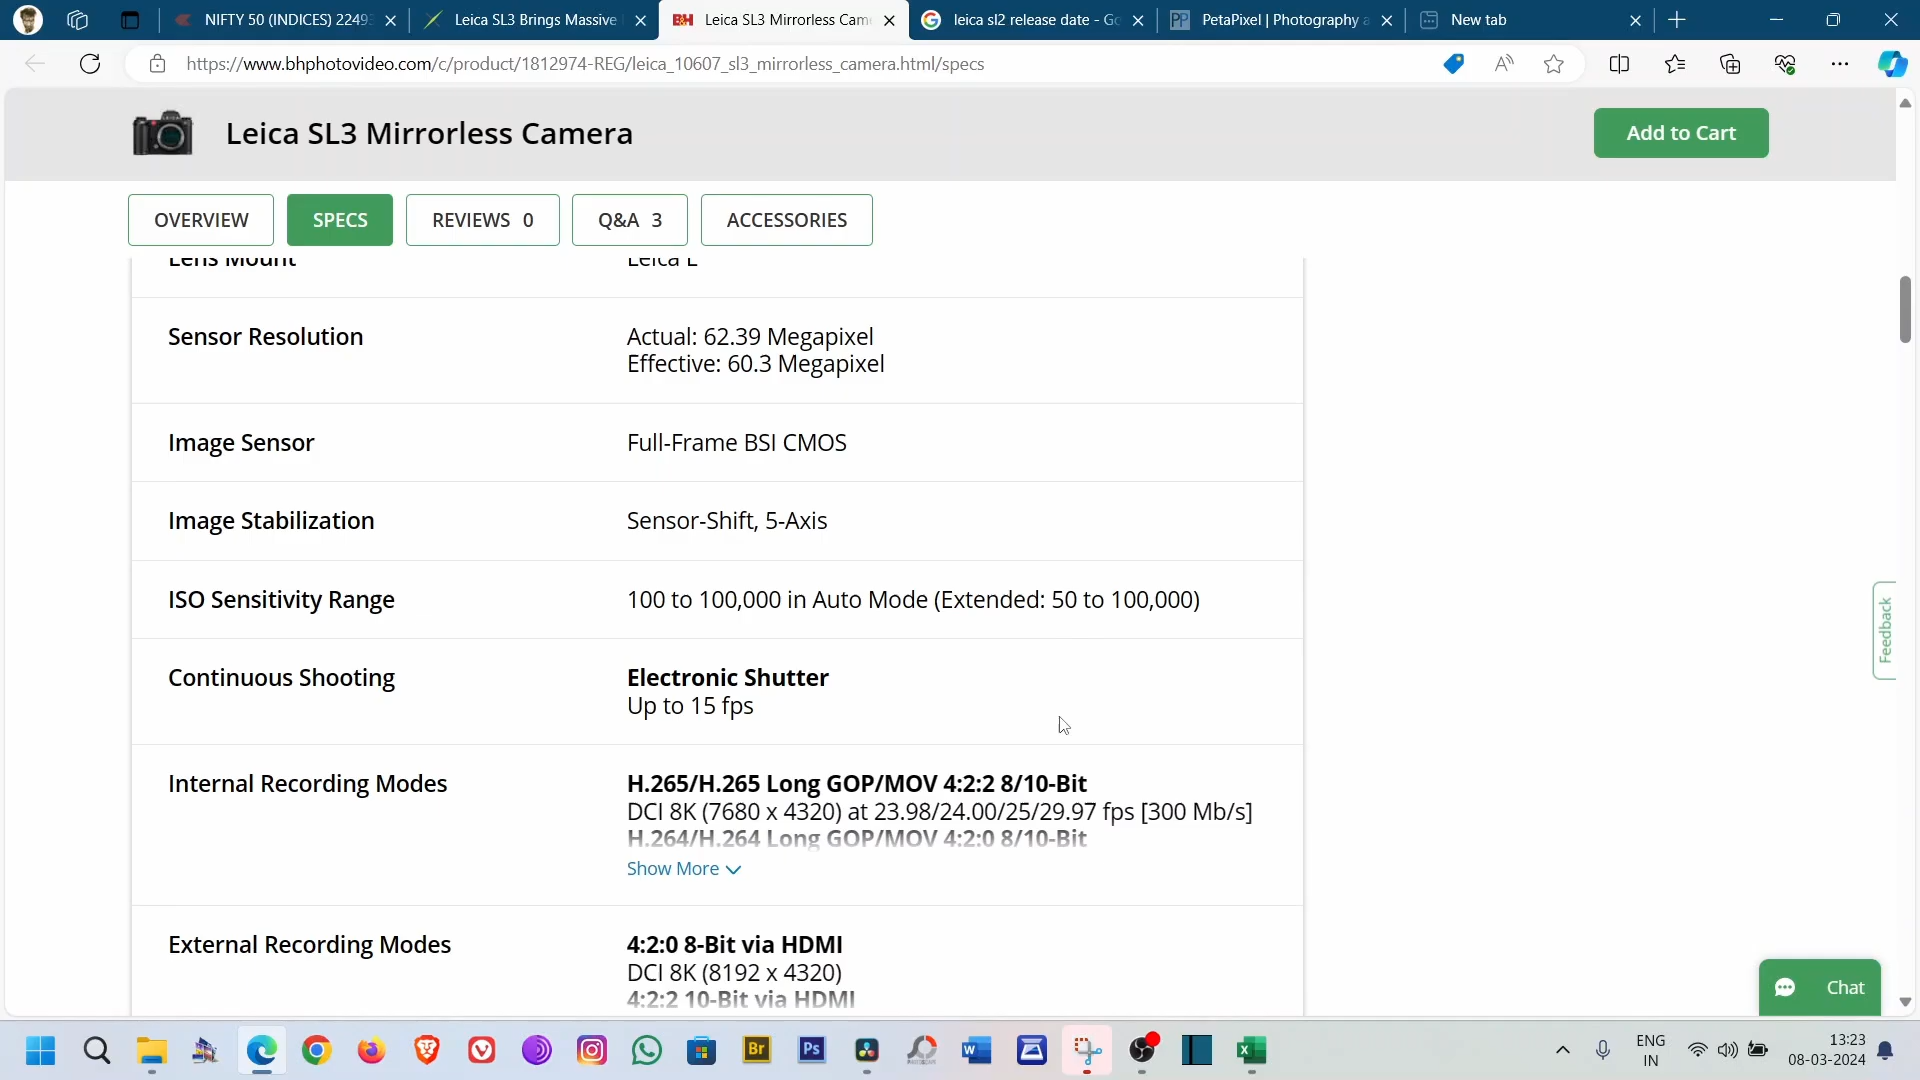 NIFTY 50 (INDICES) 2249
Leica SL3 Brings Massive
B&H
Leica SL3 Mirrorless Cam
leica sl2 release date - Go
PP
PetaPixel | Photography a
New tab
https://www.bhphotovideo.com/c/product/1812974-REG/leica_10607_sl3_mirrorless_camera.html/specs
Leica SL3 Mirrorless Camera
Add to Cart
OVERVIEW
SPECS
REVIEWS 0
Q&A 3
ACCESSORIES
Lens Mount
Leica L
Sensor Resolution
Actual: 62.39 Megapixel
Effective: 60.3 Megapixel
Image Sensor
Full-Frame BSI CMOS
Image Stabilization
Sensor-Shift, 5-Axis
ISO Sensitivity Range
100 to 100,000 in Auto Mode (Extended: 50 to 100,000)
Continuous Shooting
Electronic Shutter
Up to 15 fps
Internal Recording Modes
H.265/H.265 Long GOP/MOV 4:2:2 8/10-Bit
DCI 8K (7680 x 4320) at 23.98/24.00/25/29.97 fps [300 Mb/s]
H.264/H.264 Long GOP/MOV 4:2:0 8/10-Bit
Show More
External Recording Modes
4:2:0 8-Bit via HDMI
DCI 8K (8192 x 4320)
4:2:2 10-Bit via HDMI
Feedback
Chat
Br
Ps
ENG
IN
13:23
08-03-2024